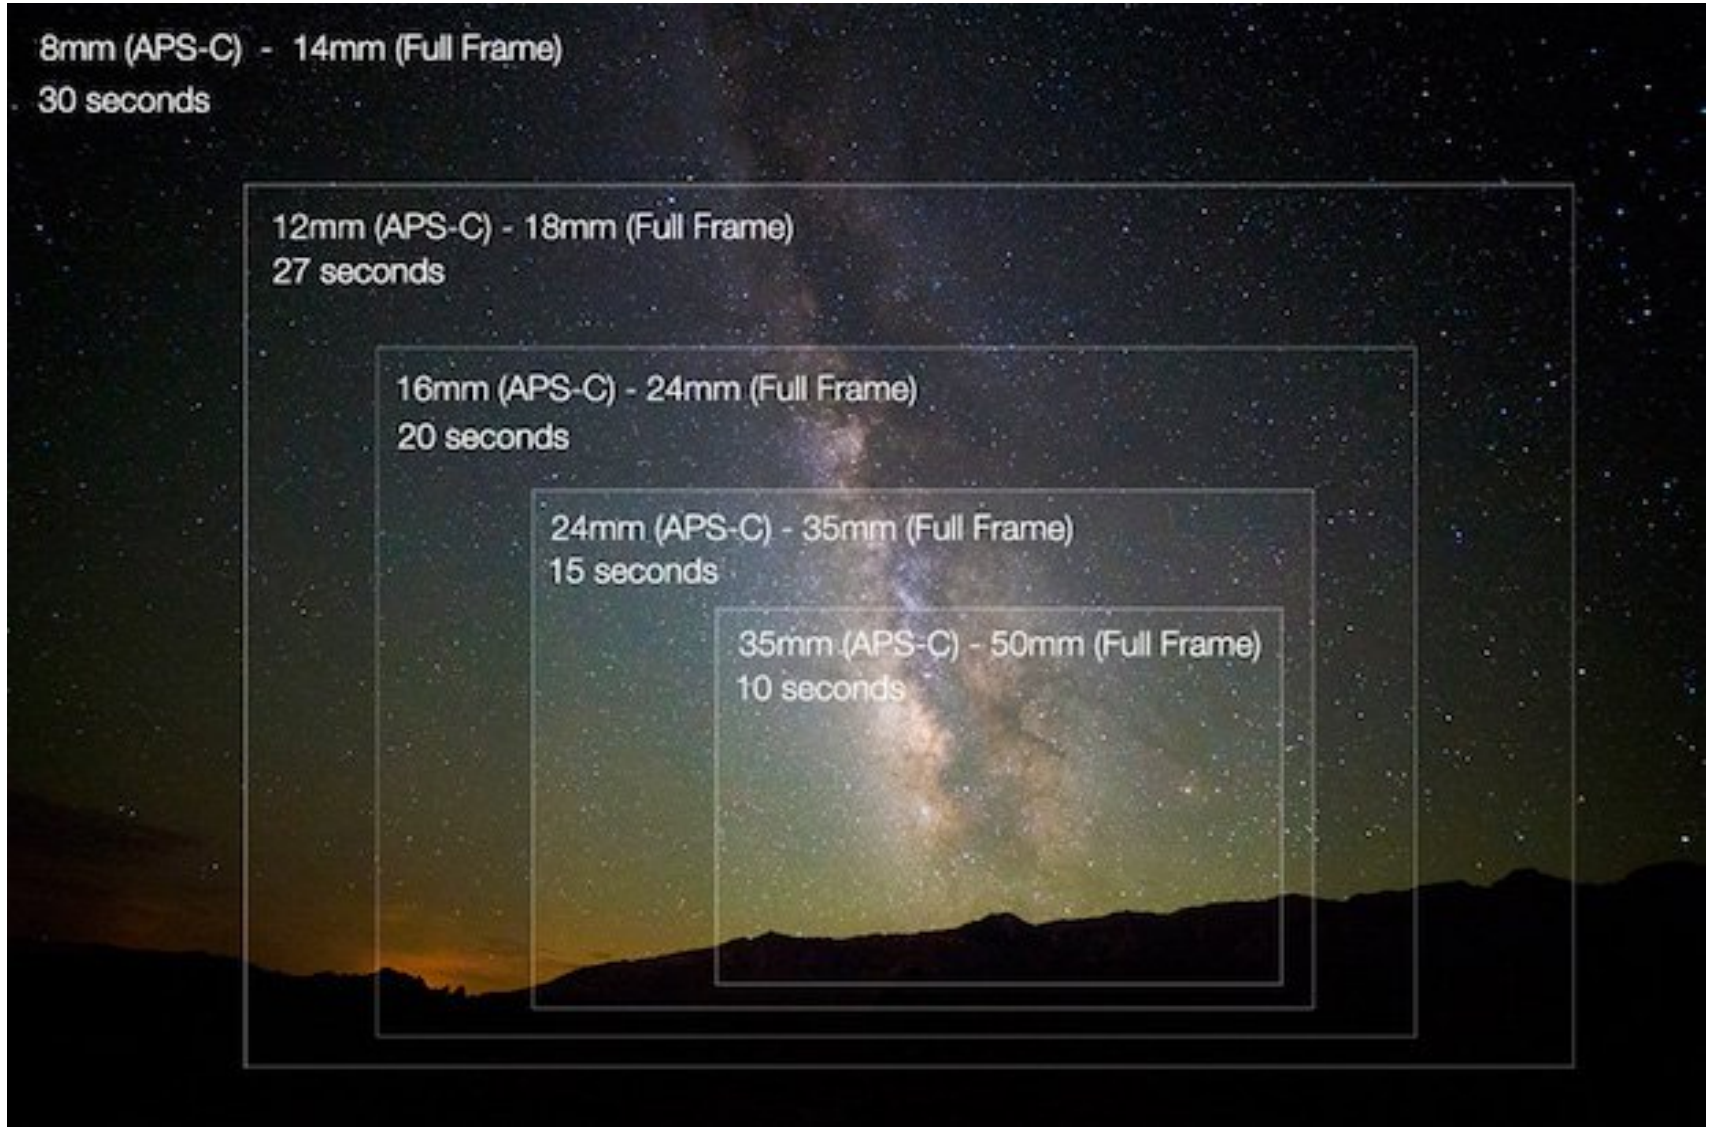 8mm (APS-C)  -  14mm (Full Frame)
30 seconds
12mm (APS-C) - 18mm (Full Frame)
27 seconds
16mm (APS-C) - 24mm (Full Frame)
20 seconds
24mm (APS-C) - 35mm (Full Frame)
15 seconds
35mm (APS-C) - 50mm (Full Frame)
10 seconds